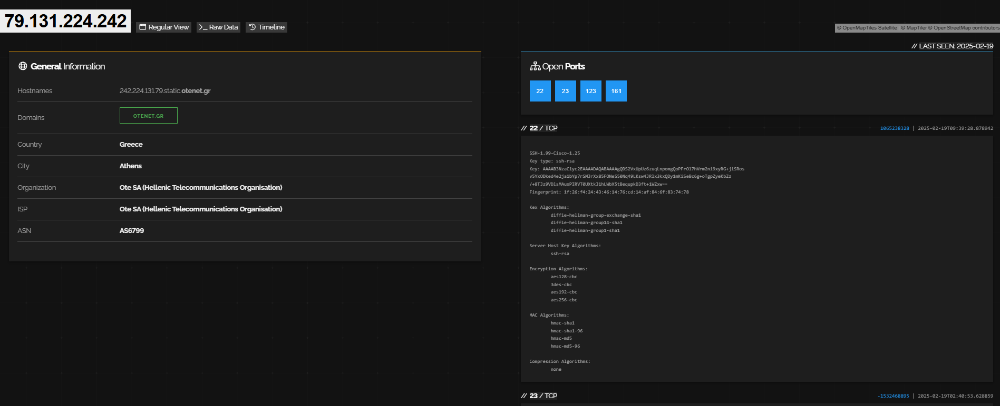 79.131.224.242
Regular View
Raw Data
Timeline
© OpenMapTiles Satellite | © MapTiler © OpenStreetMap contributors
// LAST SEEN: 2025-02-19
General Information
Hostnames 242.224.131.79.static.otenet.gr
Domains OTENET.GR
Country Greece
City Athens
Organization Ote SA (Hellenic Telecommunications Organisation)
ISP Ote SA (Hellenic Telecommunications Organisation)
ASN AS6799
Open Ports
22 23 123 161
// 22 / TCP
1065238328 | 2025-02-19T09:39:28.878942
SSH-1.99-Cisco-1.25
Key type: ssh-rsa
Key: AAAAB3NzaC1yc2EAAAADAQABAAAAgQDS2VxUpUz6zuqLnpomgQoPFrOl7hVrm2ni9xyRG+jiSRos
v5YxODked4e2ja1bYp7rSMJrXx85FONeS50Nq49LKsw4JRlx3kxQDy1mKiSeBc6g+oTgpZyeKbZz
/+8TJz9VDlsMAuxPIRVT0UXtkJ1hLWbX5tBequpkD3ft+1WZxw==
Fingerprint: 1f:26:f4:24:43:46:14:76:cd:14:af:84:6f:83:74:78
Kex Algorithms:
diffie-hellman-group-exchange-sha1
diffie-hellman-group14-sha1
diffie-hellman-group1-sha1
Server Host Key Algorithms:
ssh-rsa
Encryption Algorithms:
aes128-cbc
3des-cbc
aes192-cbc
aes256-cbc
MAC Algorithms:
hmac-sha1
hmac-sha1-96
hmac-md5
hmac-md5-96
Compression Algorithms:
none
// 23 / TCP
-1532468895 | 2025-02-19T02:40:53.628859